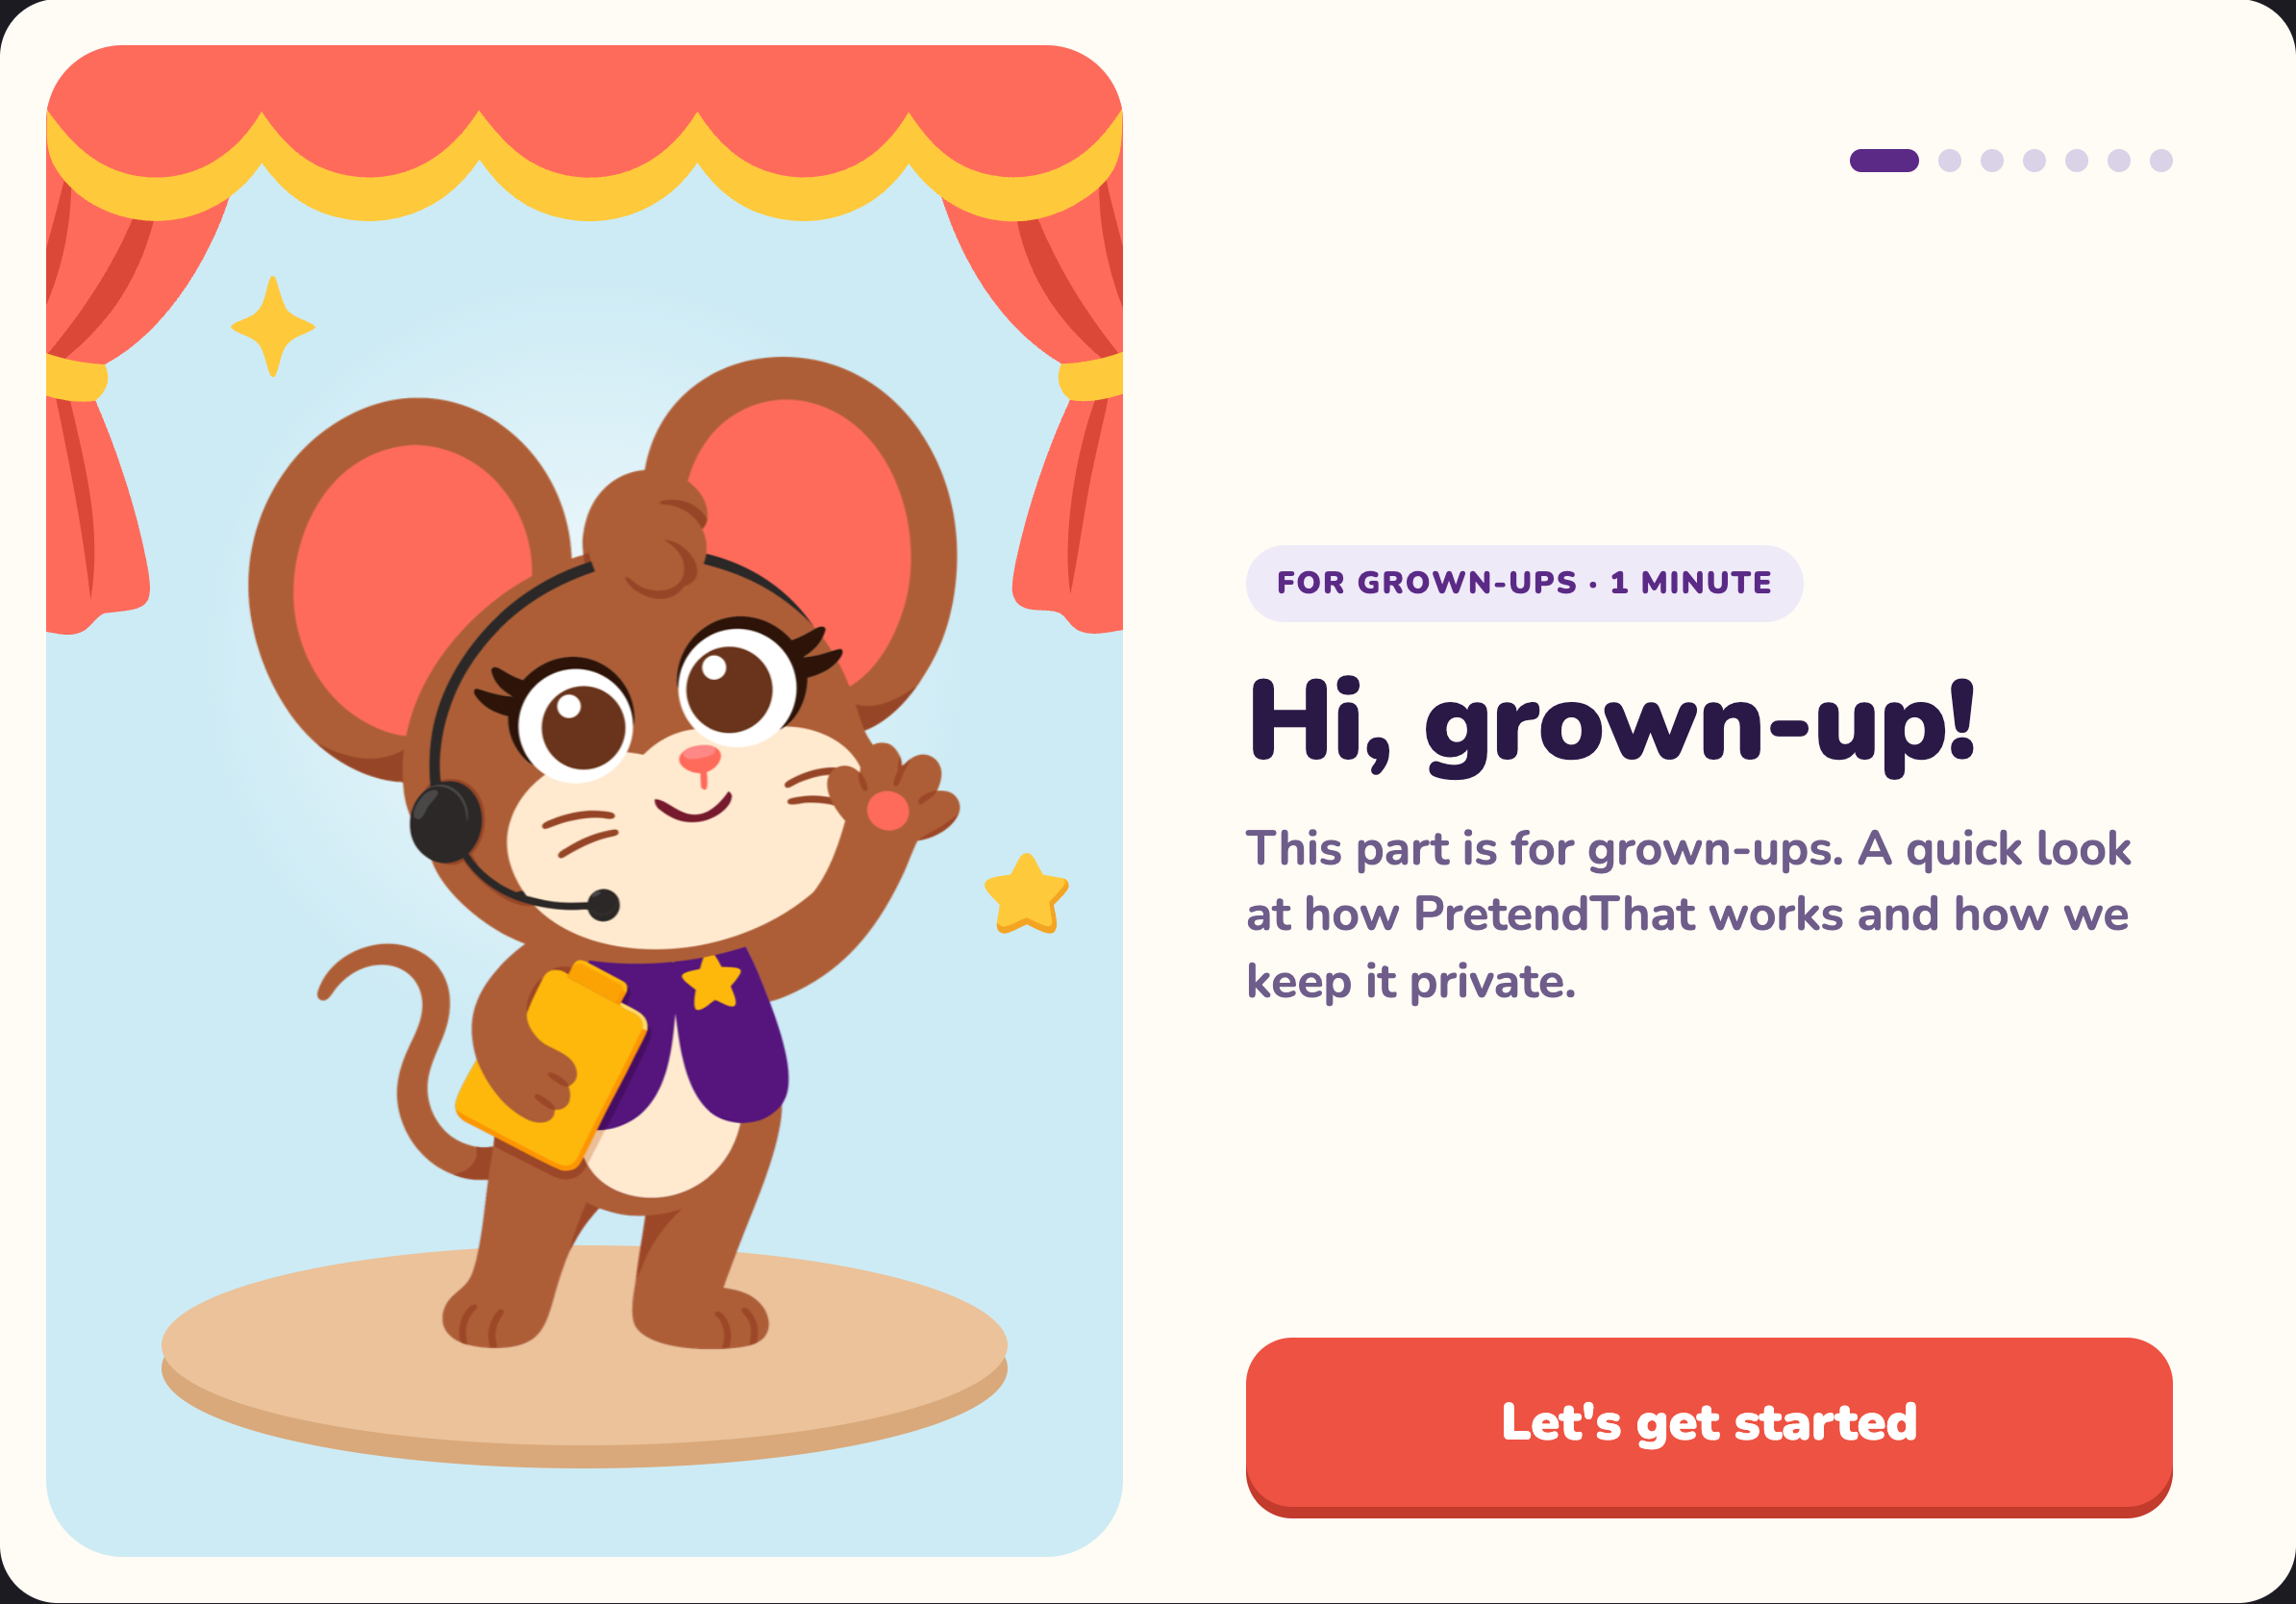 FOR GROWN-UPS · 1 MINUTE
Hi, grown-up!
This part is for grown-ups. A quick look
at how PretendThat works and how we
keep it private.
Let's get started